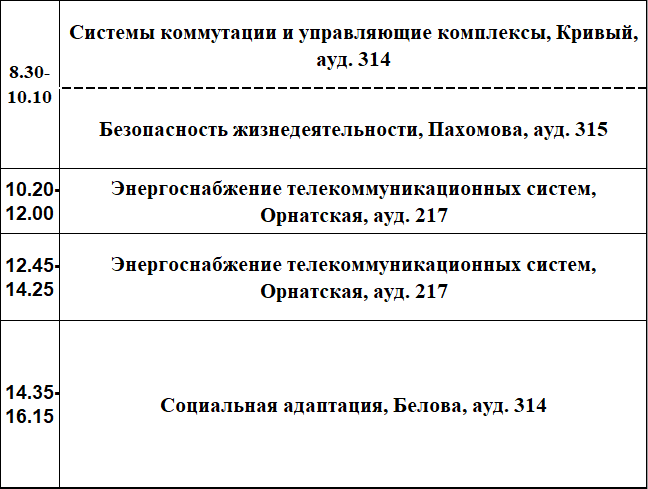 8.30-
10.10
Системы коммутации и управляющие комплексы, Кривый,
ауд. 314
Безопасность жизнедеятельности, Пахомова, ауд. 315
10.20-
12.00
Энергоснабжение телекоммуникационных систем,
Орнатская, ауд. 217
12.45-
14.25
Энергоснабжение телекоммуникационных систем,
Орнатская, ауд. 217
14.35-
16.15
Социальная адаптация, Белова, ауд. 314